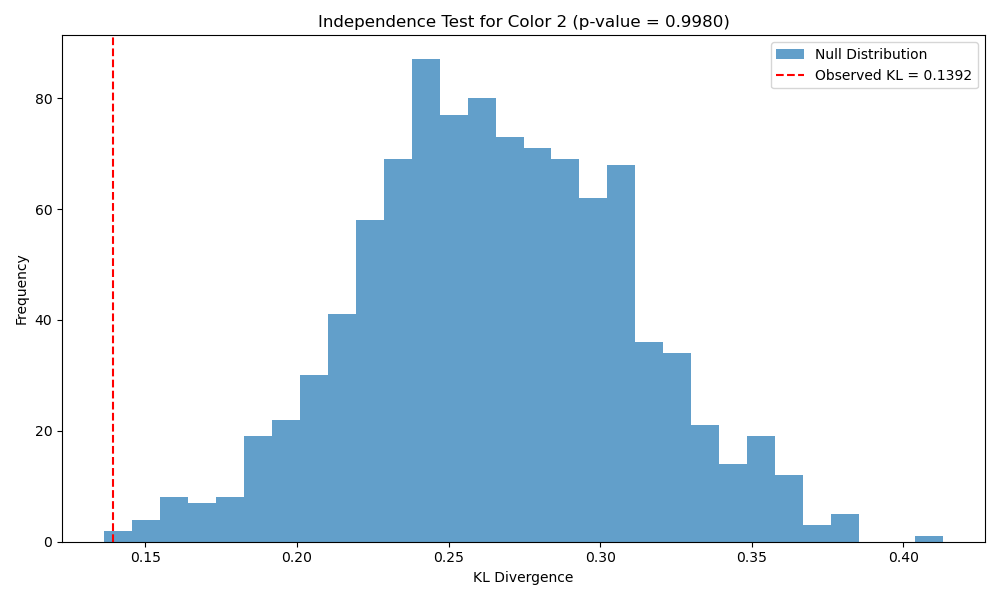 Independence Test for Color 2 (p-value = 0.9980)
Null Distribution
Observed KL = 0.1392
Frequency
80
60
40
20
0
0.15 0.20 0.25 0.30 0.35 0.40
KL Divergence